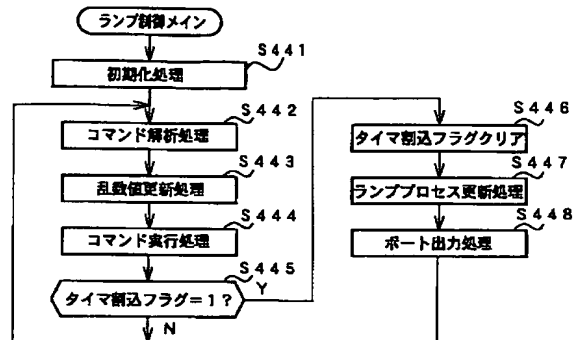 ランプ制御メイン
S441
初期化処理
S442
コマンド解析処理
S443
乱数値更新処理
S444
コマンド実行処理
S445
タイマ割込フラグ=1?
Y
N
S446
タイマ割込フラグクリア
S447
ランププロセス更新処理
S448
ポート出力処理